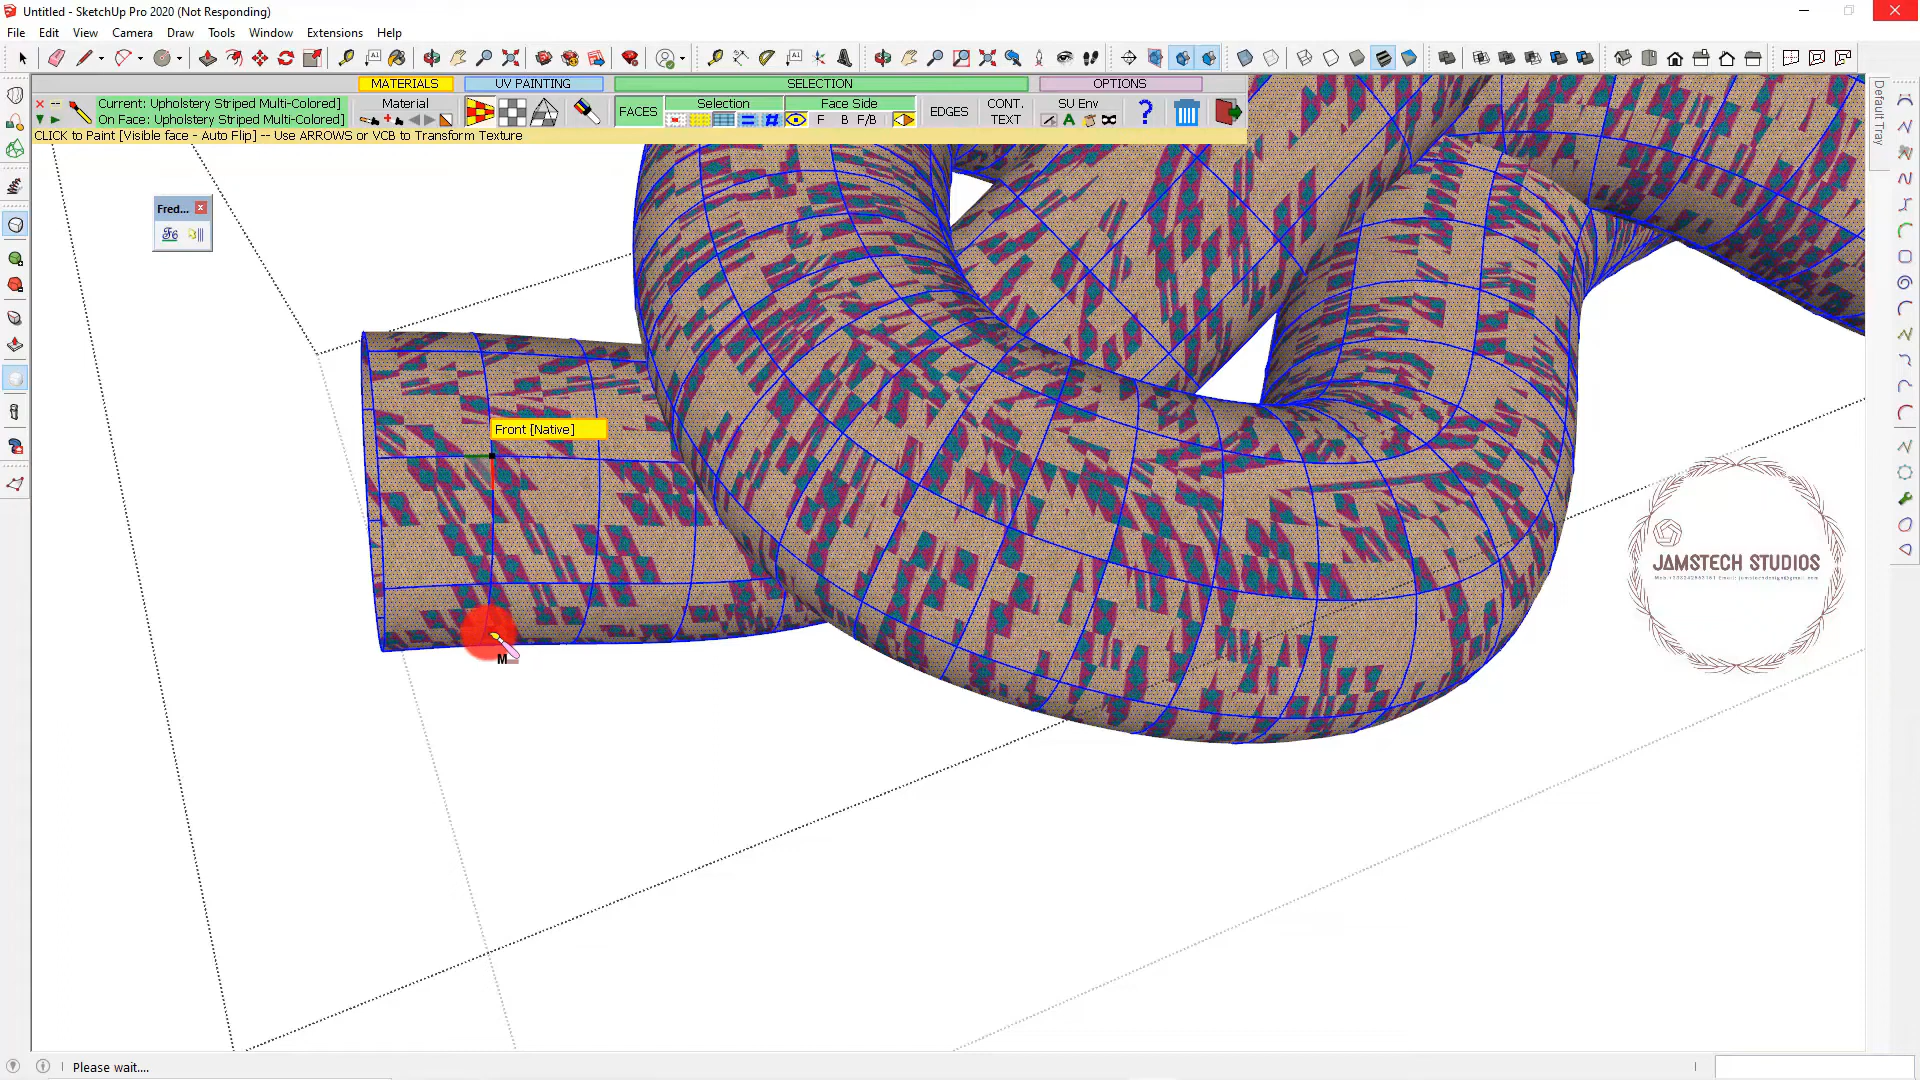 Untitled - SketchUp Pro 2020 (Not Responding)
File Edit View Camera Draw Tools Window Extensions Help
MATERIALS UV PAINTING SELECTION OPTIONS
Current: Upholstery Striped Multi-Colored]
On Face: Upholstery Striped Multi-Colored]
Material
FACES
Selection
Face Side
F B F/B
EDGES
CONT.
TEXT
SU Env
A
?
CLICK to Paint [Visible face - Auto Flip] -- Use ARROWS or VCB to Transform Texture
Default Tray
Fred...
Front [Native]
M
JAMSTECH STUDIOS
Please wait....